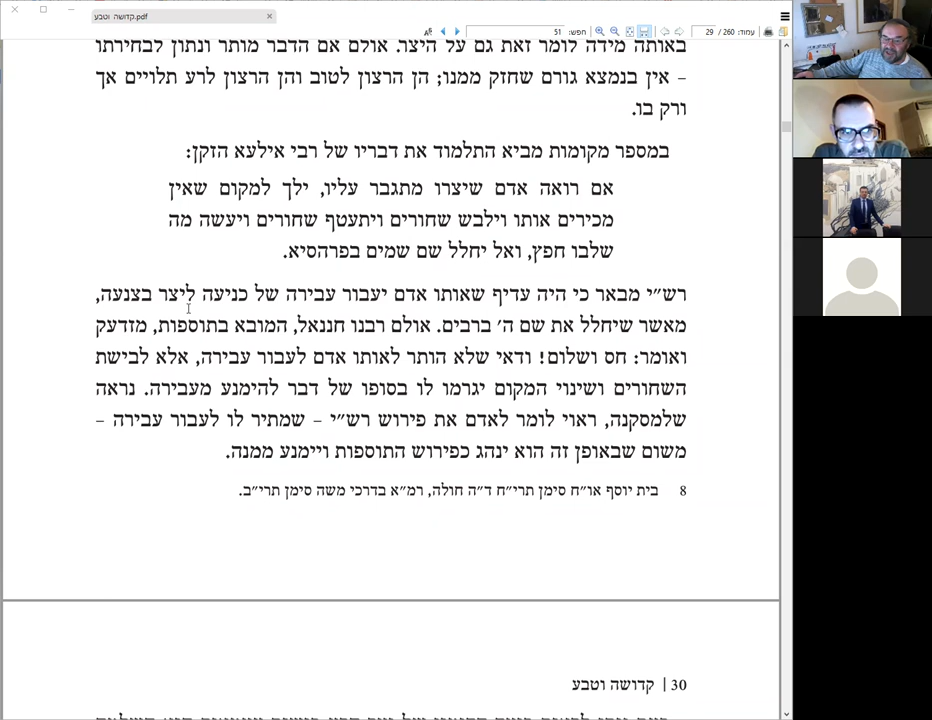 קדושה וטבע.pdf
עמוד: 29 / 260
חפש: 51
באותה מידה לומר זאת גם על היצר. אולם אם הדבר מותר ונתון לבחירתו
– אין בנמצא גורם שחזק ממנו; הן הרצון לטוב והן הרצון לרע תלויים אך
ורק בו.
במספר מקומות מביא התלמוד את דבריו של רבי אילעא הזקן:
אם רואה אדם שיצרו מתגבר עליו, ילך למקום שאין
מכירים אותו וילבש שחורים ויתעטף שחורים ויעשה מה
שלבו חפץ, ואל יחלל שם שמים בפרהסיא.
רש״י מבאר כי היה עדיף שאותו אדם יעבור עבירה של כניעה ליצר בצנעה,
מאשר שיחלל את שם ה׳ ברבים. אולם רבנו חננאל, המובא בתוספות, מזדעק
ואומר: חס ושלום! ודאי שלא הותר לאותו אדם לעבור עבירה, אלא לבישת
השחורים ושינוי המקום יגרמו לו בסופו של דבר להימנע מעבירה. נראה
שלמסקנה, ראוי לומר לאדם את פירוש רש״י – שמתיר לו לעבור עבירה –
משום שבאופן זה הוא ינהג כפירוש התוספות ויימנע ממנה.
8 בית יוסף או״ח סימן תרי״ח ד״ה חולה, רמ״א בדרכי משה סימן תרי״ב.
30 | קדושה וטבע